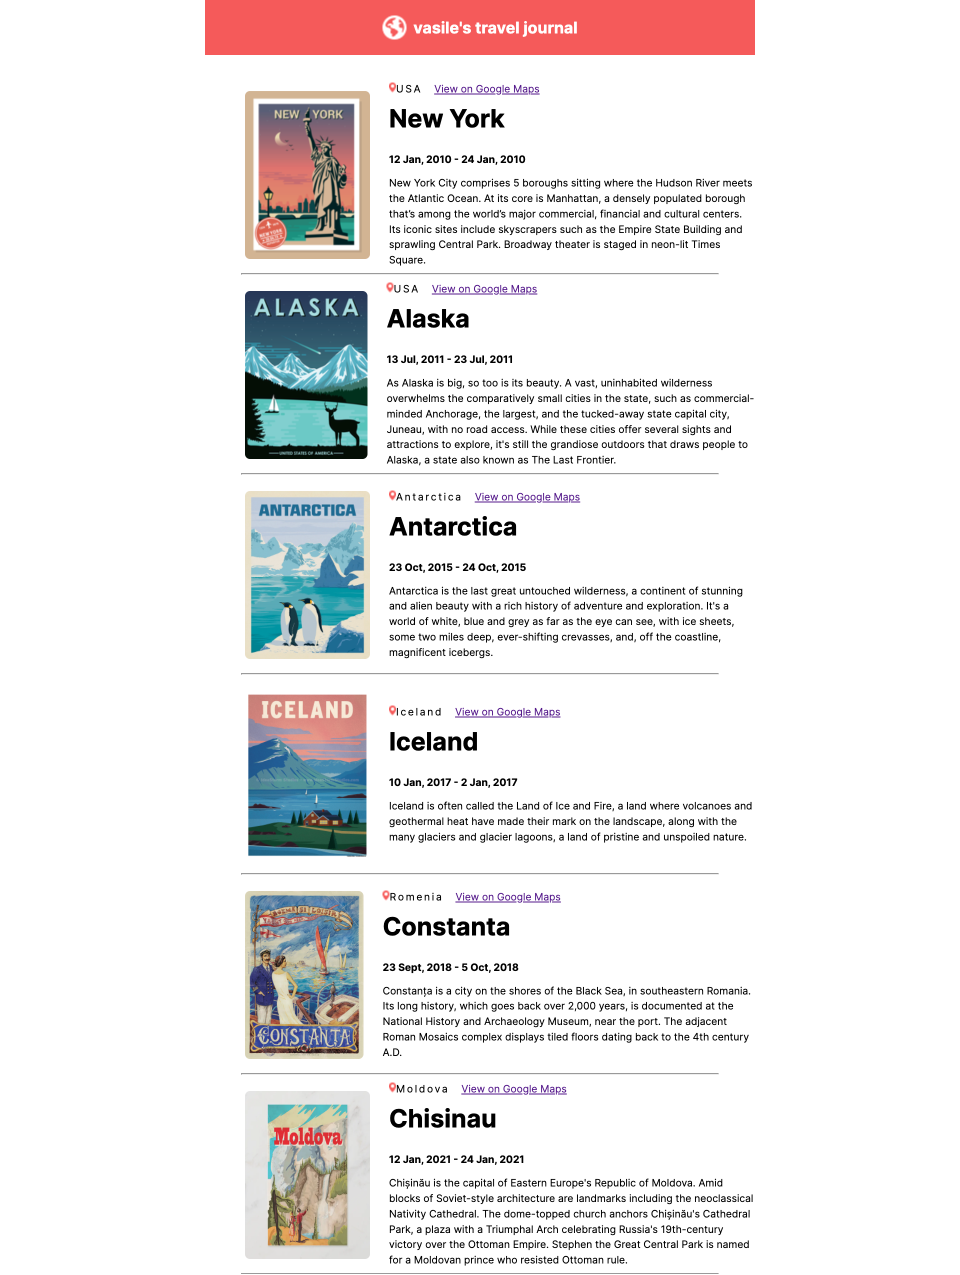 vasile's travel journal
NEW YORK
USA View on Google Maps
New York
12 Jan, 2010 - 24 Jan, 2010
New York City comprises 5 boroughs sitting where the Hudson River meets
the Atlantic Ocean. At its core is Manhattan, a densely populated borough
that’s among the world’s major commercial, financial and cultural centers.
Its iconic sites include skyscrapers such as the Empire State Building and
sprawling Central Park. Broadway theater is staged in neon-lit Times
Square.
ALASKA
UNITED STATES OF AMERICA
USA View on Google Maps
Alaska
13 Jul, 2011 - 23 Jul, 2011
As Alaska is big, so too is its beauty. A vast, uninhabited wilderness
overwhelms the comparatively small cities in the state, such as commercial-
minded Anchorage, the largest, and the tucked-away state capital city,
Juneau, with no road access. While these cities offer several sights and
attractions to explore, it's still the grandiose outdoors that draws people to
Alaska, a state also known as The Last Frontier.
ANTARCTICA
Antarctica View on Google Maps
Antarctica
23 Oct, 2015 - 24 Oct, 2015
Antarctica is the last great untouched wilderness, a continent of stunning
and alien beauty with a rich history of adventure and exploration. It's a
world of white, blue and grey as far as the eye can see, with ice sheets,
some two miles deep, ever-shifting crevasses, and, off the coastline,
magnificent icebergs.
ICELAND
Iceland View on Google Maps
Iceland
10 Jan, 2017 - 2 Jan, 2017
Iceland is often called the Land of Ice and Fire, a land where volcanoes and
geothermal heat have made their mark on the landscape, along with the
many glaciers and glacier lagoons, a land of pristine and unspoiled nature.
CONSTANTA
Romenia View on Google Maps
Constanta
23 Sept, 2018 - 5 Oct, 2018
Constanța is a city on the shores of the Black Sea, in southeastern Romania.
Its long history, which goes back over 2,000 years, is documented at the
National History and Archaeology Museum, near the port. The adjacent
Roman Mosaics complex displays tiled floors dating back to the 4th century
A.D.
Moldova
Moldova View on Google Maps
Chisinau
12 Jan, 2021 - 24 Jan, 2021
Chișinău is the capital of Eastern Europe's Republic of Moldova. Amid
blocks of Soviet-style architecture are landmarks including the neoclassical
Nativity Cathedral. The dome-topped church anchors Chișinău's Cathedral
Park, a plaza with a Triumphal Arch celebrating Russia's 19th-century
victory over the Ottoman Empire. Stephen the Great Central Park is named
for a Moldovan prince who resisted Ottoman rule.